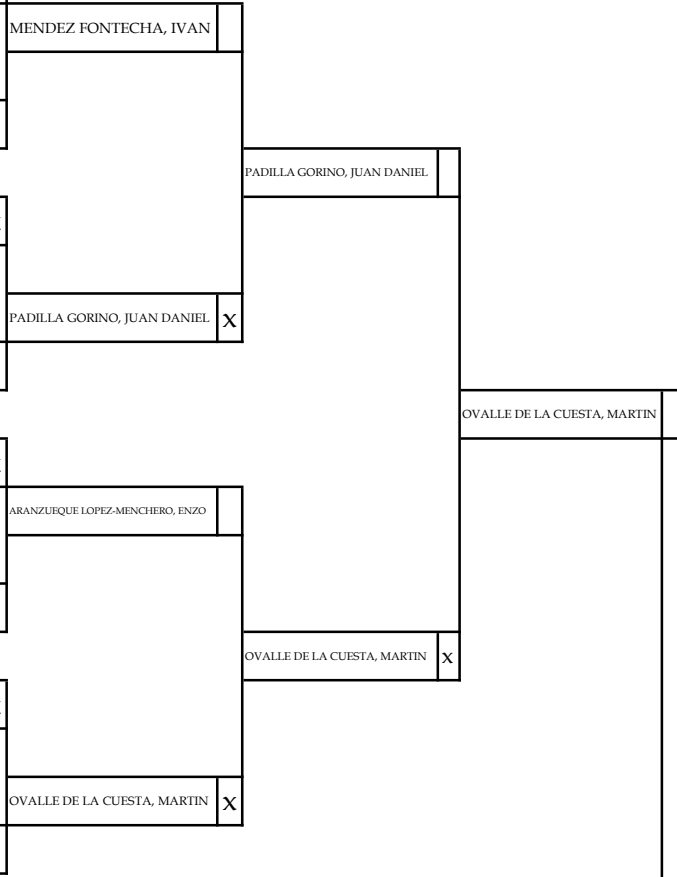 MENDEZ FONTECHA, IVAN
PADILLA GORINO, JUAN DANIEL
PADILLA GORINO, JUAN DANIEL X
OVALLE DE LA CUESTA, MARTIN
ARANZUEQUE LOPEZ-MENCHERO, ENZO
OVALLE DE LA CUESTA, MARTIN X
OVALLE DE LA CUESTA, MARTIN X